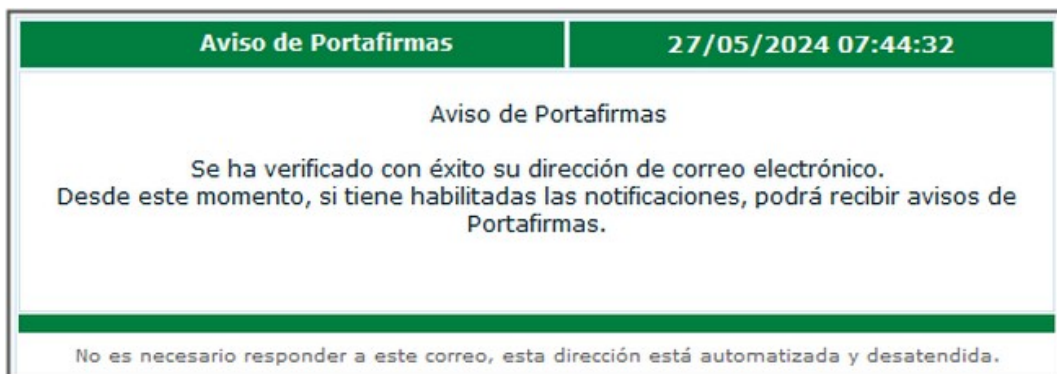 Aviso de Portafirmas
27/05/2024 07:44:32
Aviso de Portafirmas
Se ha verificado con éxito su dirección de correo electrónico.
Desde este momento, si tiene habilitadas las notificaciones, podrá recibir avisos de
Portafirmas.
No es necesario responder a este correo, esta dirección está automatizada y desatendida.